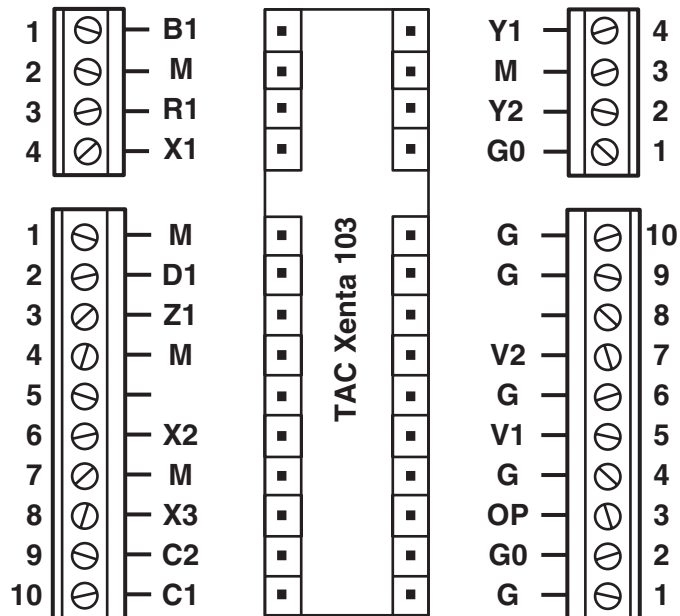 1 B1 Y1 4
2 M M 3
3 R1 Y2 2
4 X1 G0 1
TAC Xenta 103
1 M G 10
2 D1 G 9
3 Z1 8
4 M V2 7
5 G 6
6 X2 V1 5
7 M G 4
8 X3 OP 3
9 C2 G0 2
10 C1 G 1